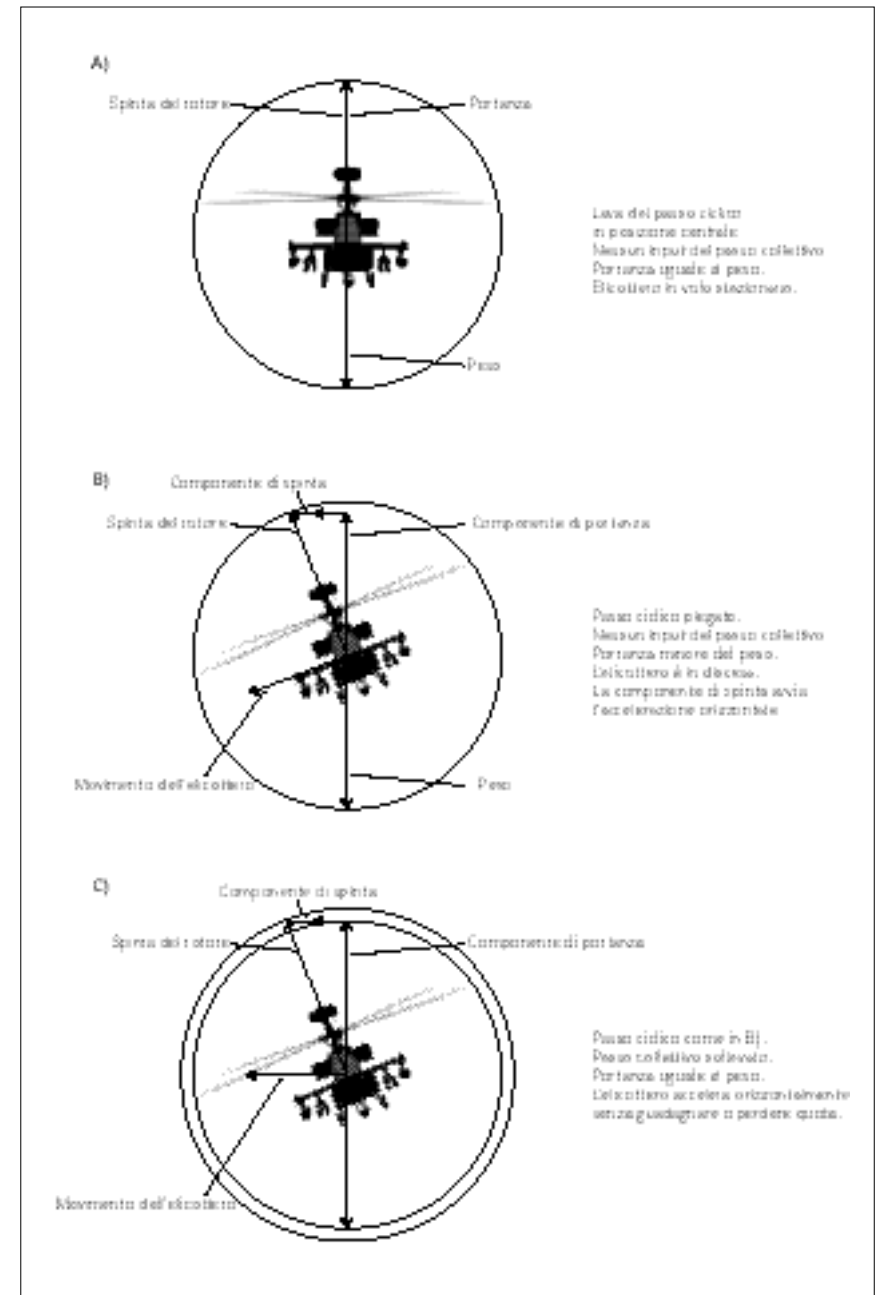 A)
Spinta del rotore
Portanza
Leva del passo ciclico
in posizione centrale
Nessun input del passo collettivo
Portanza uguale al peso.
Elicottero in volo stazionario.
Peso
B)
Componente di spinta
Spinta del rotore
Componente di portanza
Passo ciclico piegato.
Nessun input del passo collettivo
Portanza minore del peso.
L'elicottero è in discesa.
La componente di spinta avvia
l'accelerazione orizzontale
Movimento dell'elicottero
Peso
C)
Componente di spinta
Spinta del rotore
Componente di portanza
Passo ciclico come in B).
Passo collettivo sollevato.
Portanza uguale al peso.
L'elicottero accelera orizzontalmente
senza guadagnare o perdere quota.
Movimento dell'elicottero